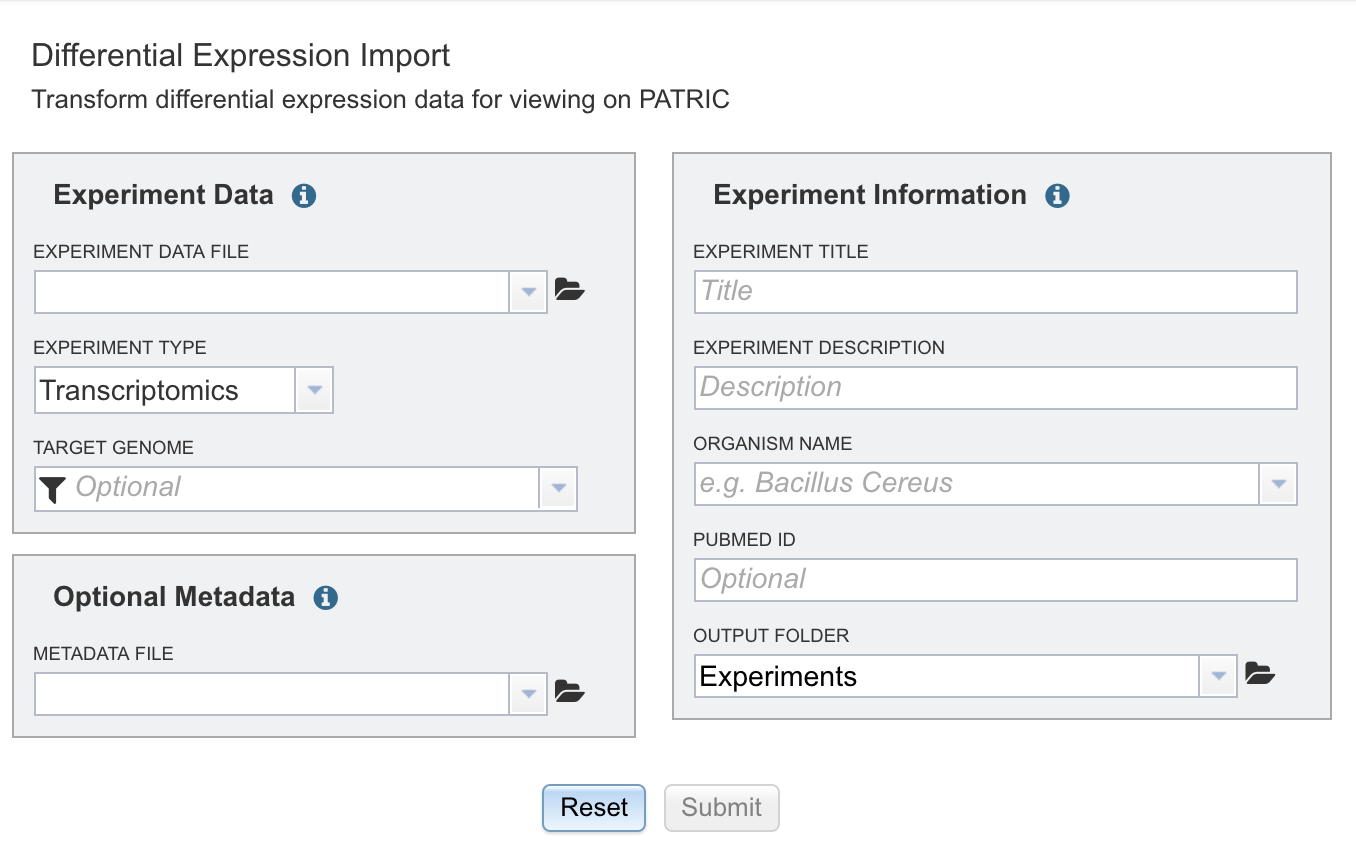 Differential Expression Import
Transform differential expression data for viewing on PATRIC
Experiment Data
EXPERIMENT DATA FILE
EXPERIMENT TYPE
Transcriptomics
TARGET GENOME
Optional
Optional Metadata
METADATA FILE
Experiment Information
EXPERIMENT TITLE
Title
EXPERIMENT DESCRIPTION
Description
ORGANISM NAME
e.g. Bacillus Cereus
PUBMED ID
Optional
OUTPUT FOLDER
Experiments
Reset
Submit